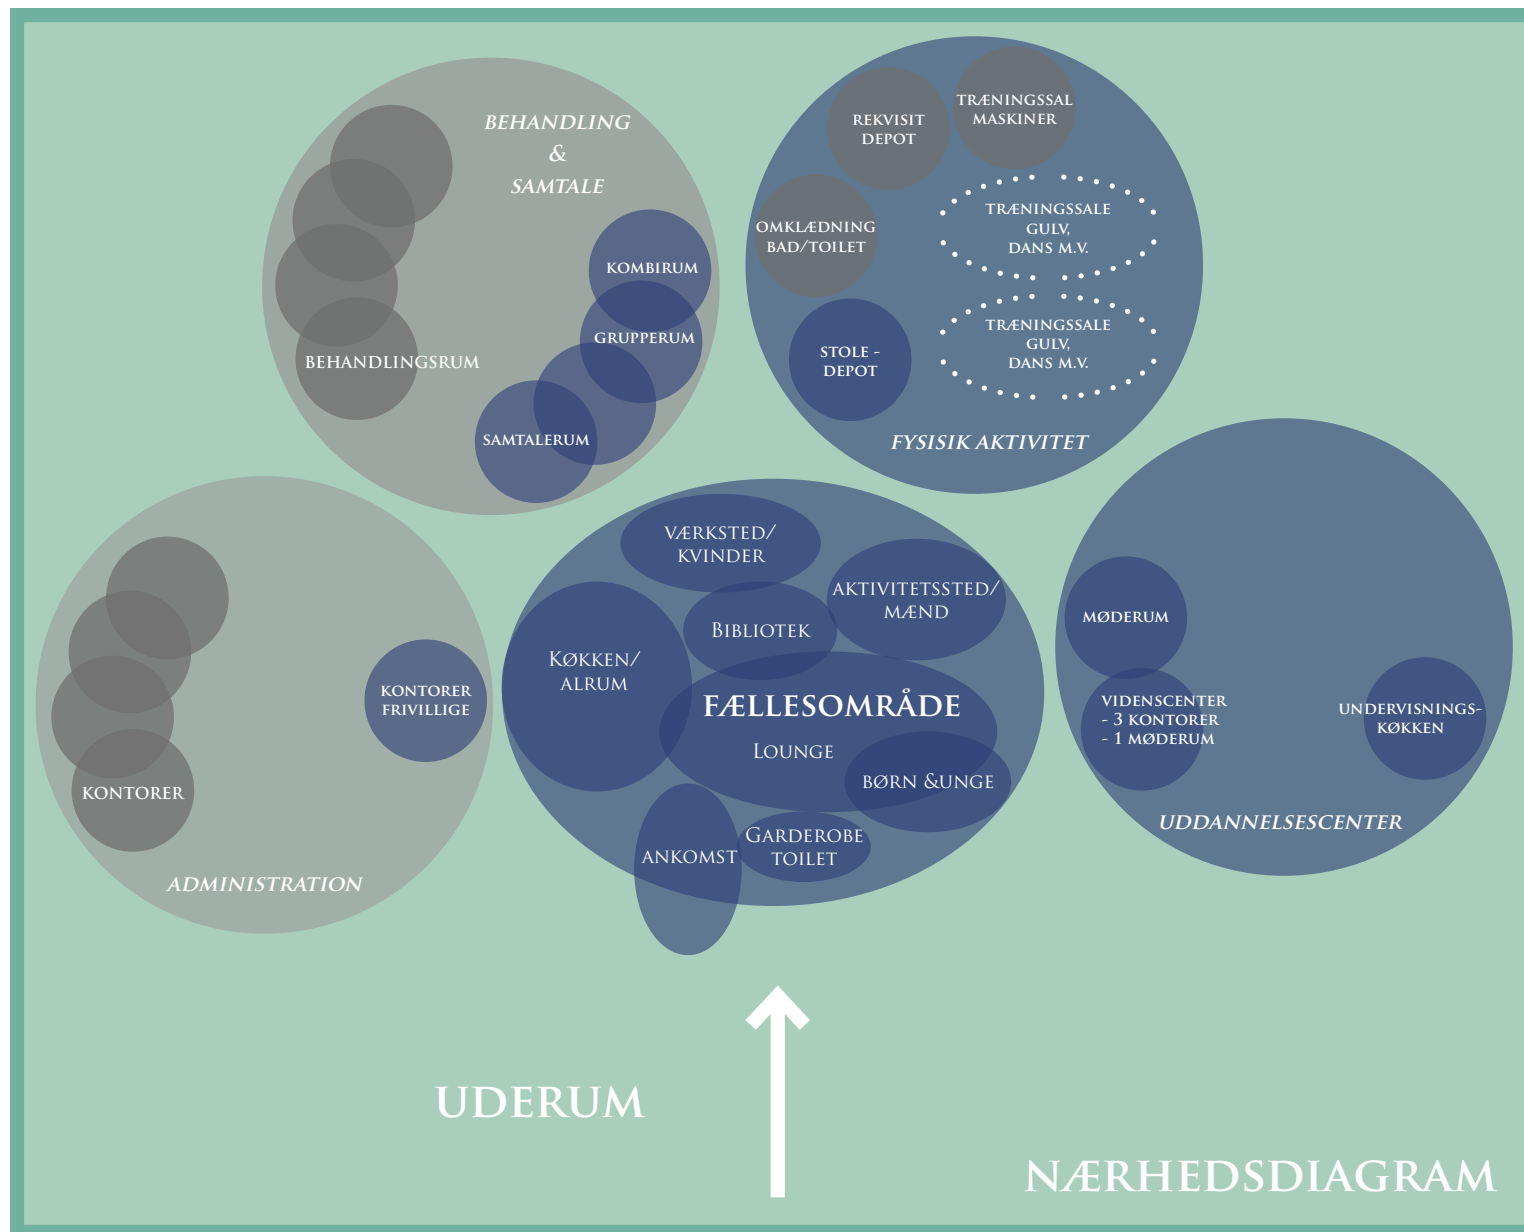 BEHANDLING
&
SAMTALE
KOMBIRUM
GRUPPERUM
SAMTALERUM
BEHANDLINGSRUM
REKVISIT
DEPOT
TRÆNINGSSAL
MASKINER
OMKLÆDNING
BAD/TOILET
TRÆNINGSSALE
GULV,
DANS M.V.
TRÆNINGSSALE
GULV,
DANS M.V.
STOLE -
DEPOT
FYSISIK AKTIVITET
KONTORER
FRIVILLIGE
KONTORER
ADMINISTRATION
VÆRKSTED/
KVINDER
AKTIVITETSSTED/
MÆND
BIBLIOTEK
KØKKEN/
ALRUM
FÆLLESOMRÅDE
LOUNGE
BØRN &UNGE
GARDEROBE
TOILET
ANKOMST
MØDERUM
VIDENSCENTER
- 3 KONTORER
- 1 MØDERUM
UNDERVISNINGS-
KØKKEN
UDDANNELSESCENTER
UDERUM
NÆRHEDSDIAGRAM